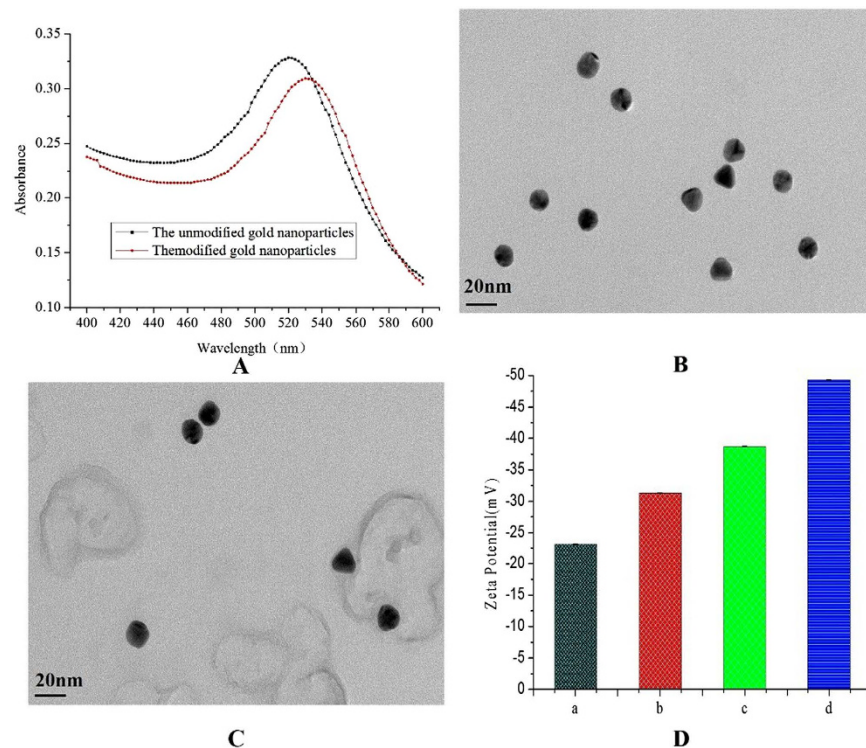 0.35
0.30
0.25
0.20
0.15
0.10
Absorbance
The unmodified gold nanoparticles
Themodified gold nanoparticles
400 420 440 460 480 500 520 540 560 580 600
Wavelength (nm)
A
20nm
B
20nm
C
-50
-45
-40
-35
-30
-25
-20
-15
-10
-5
0
Zeta Potential(mV)
a b c d
D